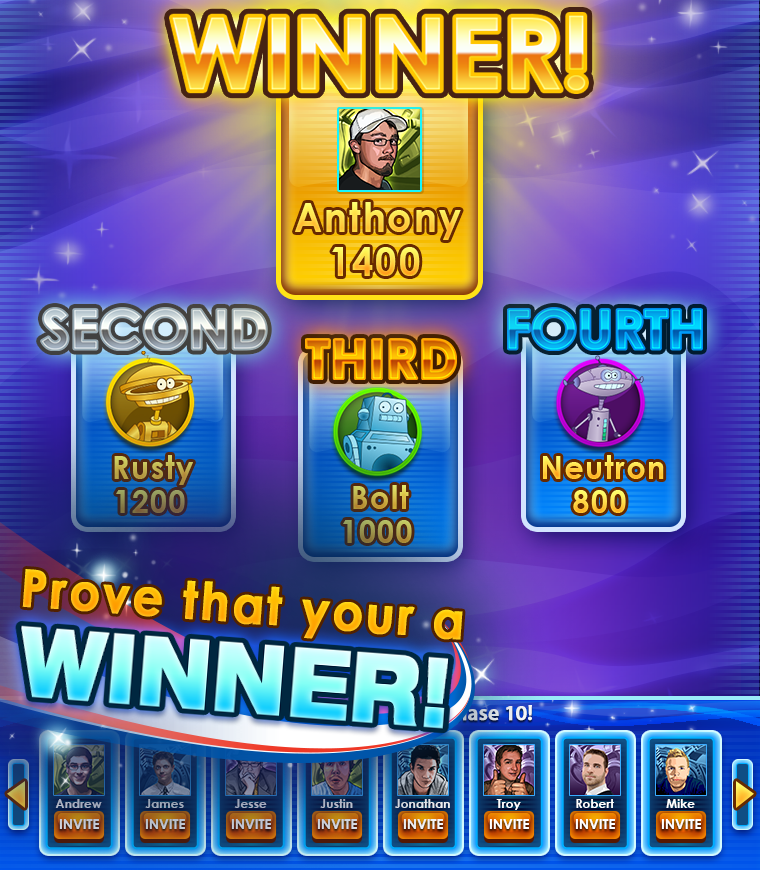 WINNER!
Anthony
1400
SECOND
THIRD
FOURTH
Rusty
1200
Bolt
1000
Neutron
800
Prove that your a
WINNER!
ase 10!
Andrew
James
Jesse
Justin
Jonathan
Troy
Robert
Mike
INVITE
INVITE
INVITE
INVITE
INVITE
INVITE
INVITE
INVITE